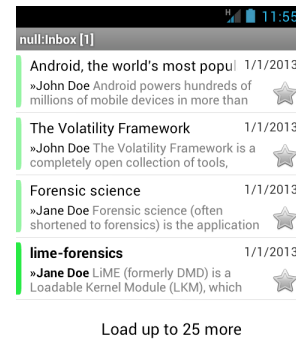 H 11:55
null:Inbox [1]
Android, the world's most popul 1/1/2013
»John Doe Android powers hundreds of
millions of mobile devices in more than
The Volatility Framework 1/1/2013
»John Doe The Volatility Framework is a
completely open collection of tools,
Forensic science 1/1/2013
»Jane Doe Forensic science (often
shortened to forensics) is the application
lime-forensics 1/1/2013
»Jane Doe LiME (formerly DMD) is a
Loadable Kernel Module (LKM), which
Load up to 25 more